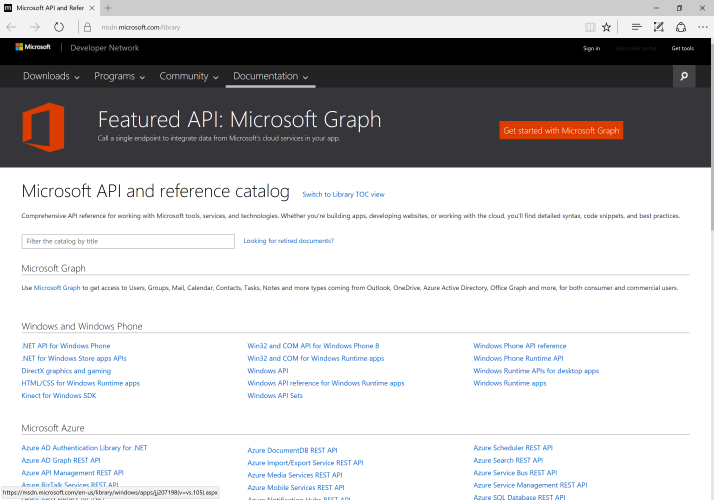 Microsoft API and Refer
msdn.microsoft.com/library
Microsoft Developer Network
Sign in Subscriber portal Get tools
Downloads Programs Community Documentation
Featured API: Microsoft Graph
Call a single endpoint to integrate data from Microsoft's cloud services in your app.
Get started with Microsoft Graph
Microsoft API and reference catalog Switch to Library TOC view
Comprehensive API reference for working with Microsoft tools, services, and technologies. Whether you're building apps, developing websites, or working with the cloud, you'll find detailed syntax, code snippets, and best practices.
Filter the catalog by title Looking for retired documents?
Microsoft Graph
Use Microsoft Graph to get access to Users, Groups, Mail, Calendar, Contacts, Tasks, Notes and more types coming from Outlook, OneDrive, Azure Active Directory, Office Graph and more, for both consumer and commercial users.
Windows and Windows Phone
.NET API for Windows Phone
.NET for Windows Store apps APIs
DirectX graphics and gaming
HTML/CSS for Windows Runtime apps
Kinect for Windows SDK
Win32 and COM API for Windows Phone 8
Win32 and COM for Windows Runtime apps
Windows API
Windows API reference for Windows Runtime apps
Windows API Sets
Windows Phone API reference
Windows Phone Runtime API
Windows Runtime APIs for desktop apps
Windows Runtime apps
Microsoft Azure
Azure AD Authentication Library for .NET
Azure AD Graph REST API
Azure API Management REST API
Azure BizTalk Services REST API
Azure DocumentDB REST API
Azure Import/Export Service REST API
Azure Media Services REST API
Azure Mobile Services REST API
Azure Notification Hubs REST API
Azure Scheduler REST API
Azure Search REST API
Azure Service Bus REST API
Azure Service Management REST API
Azure SQL Database REST API
https://msdn.microsoft.com/en-us/library/windows/apps/jj207198(v=vs.105).aspx